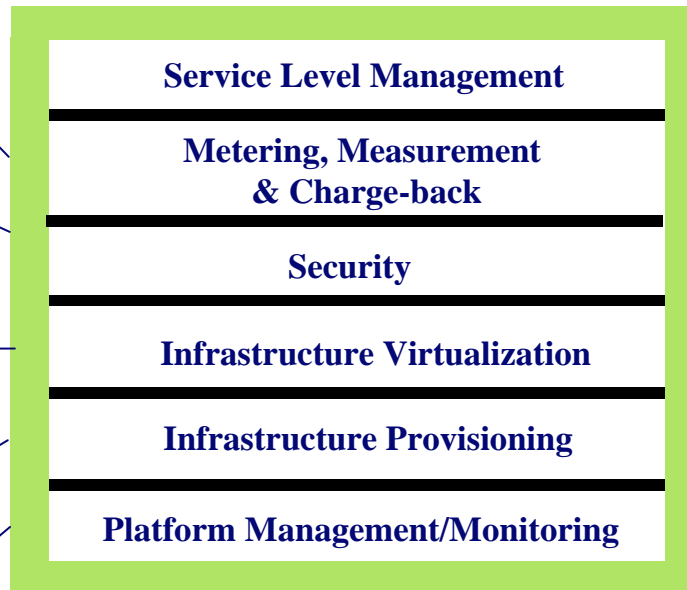 Service Level Management
Metering, Measurement
& Charge-back
Security
Infrastructure Virtualization
Infrastructure Provisioning
Platform Management/Monitoring